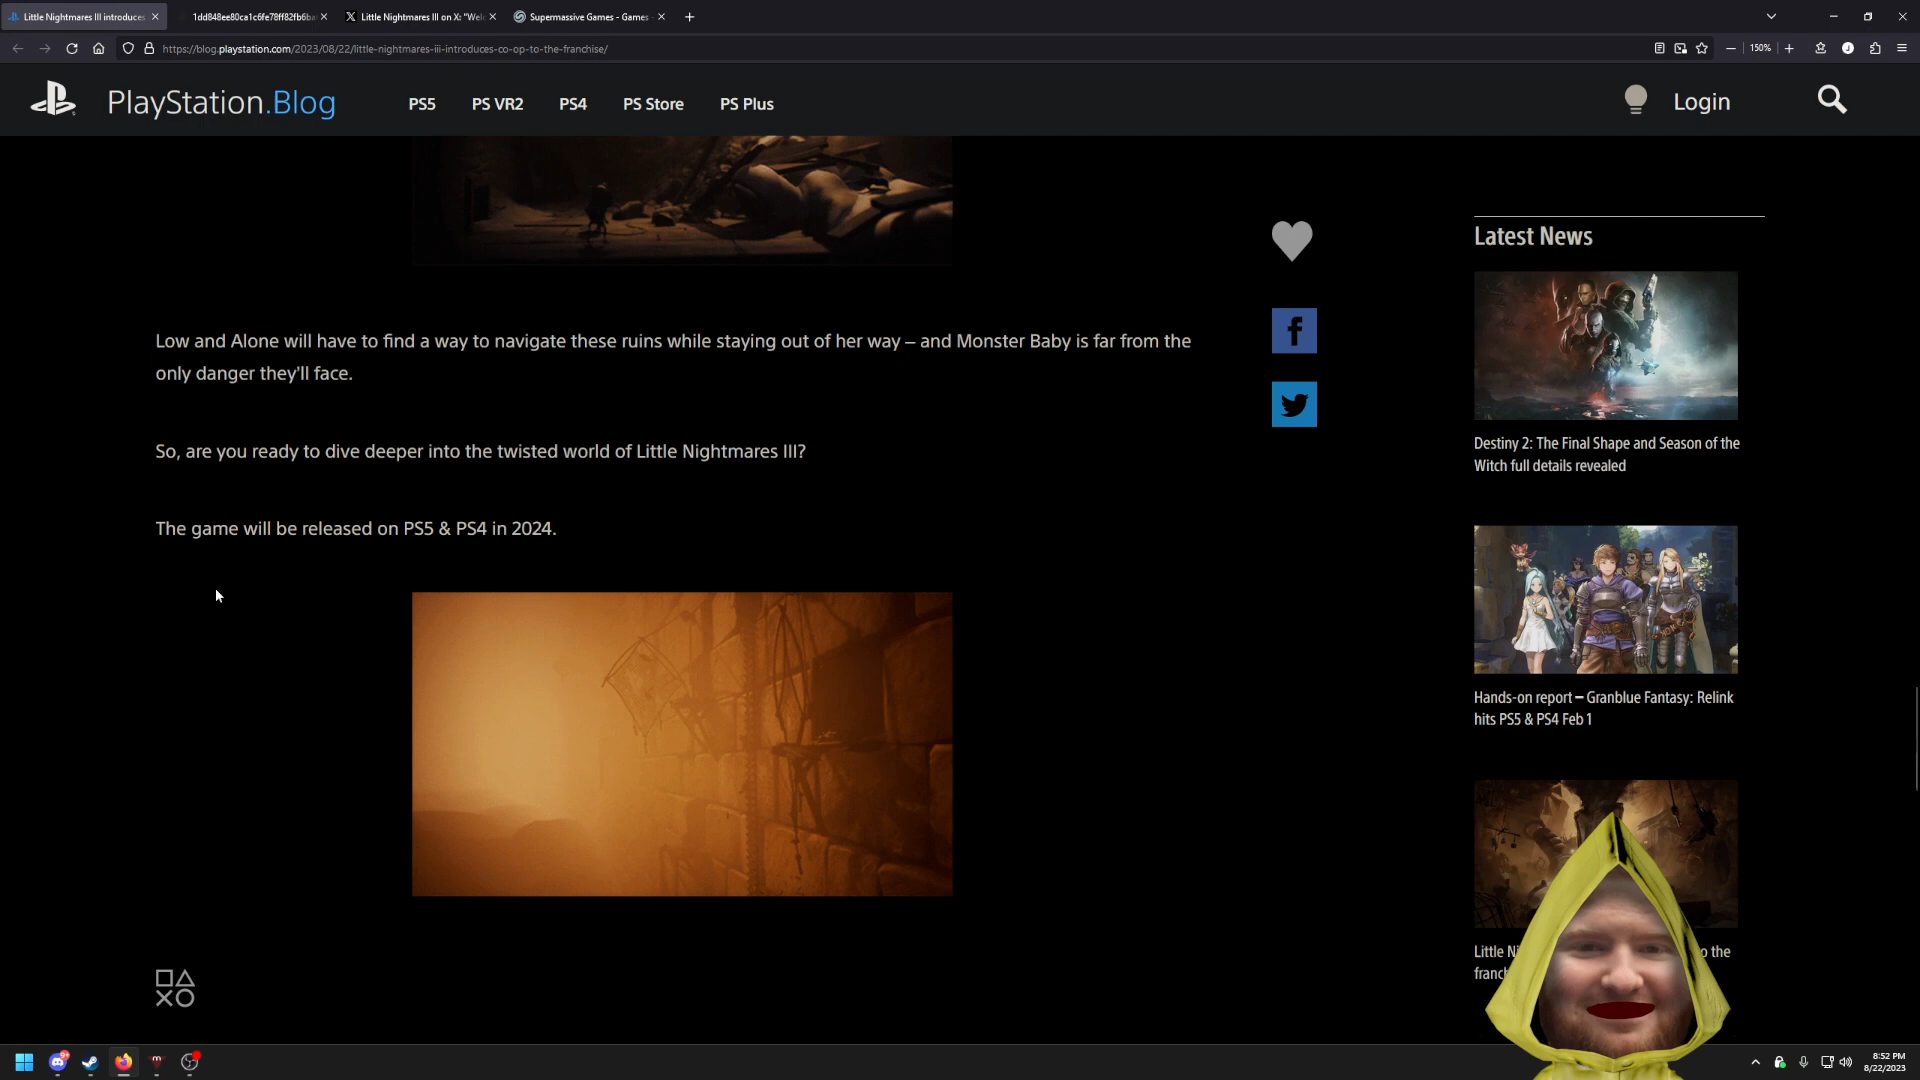 Little Nightmares III introduces
1dd848ee80ca1c6fe78ff82fb6ba
Little Nightmares III on X: "Welc
Supermassive Games - Games
https://blog.playstation.com/2023/08/22/little-nightmares-iii-introduces-co-op-to-the-franchise/
150%
PlayStation.Blog
PS5
PS VR2
PS4
PS Store
PS Plus
Login
Latest News
Low and Alone will have to find a way to navigate these ruins while staying out of her way – and Monster Baby is far from the
only danger they'll face.
So, are you ready to dive deeper into the twisted world of Little Nightmares III?
The game will be released on PS5 & PS4 in 2024.
Destiny 2: The Final Shape and Season of the
Witch full details revealed
Hands-on report – Granblue Fantasy: Relink
hits PS5 & PS4 Feb 1
Little Ni o the
franch
8:52 PM
8/22/2023